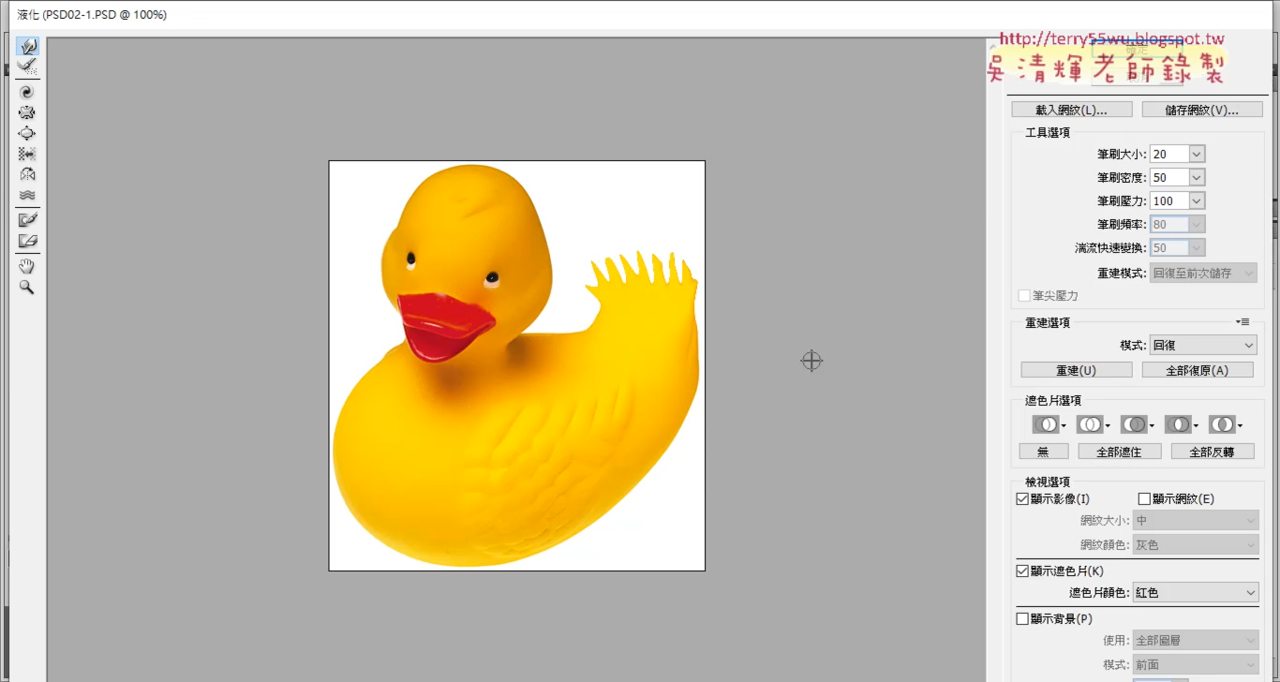 液化 (PSD02-1.PSD @ 100%)
http://terry55wu.blogspot.tw
吳清輝老師錄製
載入網紋(L)... 儲存網紋(V)...
工具選項
筆刷大小: 20
筆刷密度: 50
筆刷壓力: 100
筆刷頻率: 80
湍流快速變換: 50
重建模式: 回復至前次儲存
筆尖壓力
重建選項
模式: 回復
重建(U) 全部復原(A)
遮色片選項
無 全部遮住 全部反轉
檢視選項
顯示影像(I) 顯示網紋(E)
網紋大小: 中
網紋顏色: 灰色
顯示遮色片(K)
遮色片顏色: 紅色
顯示背景(P)
使用: 全部圖層
模式: 前面